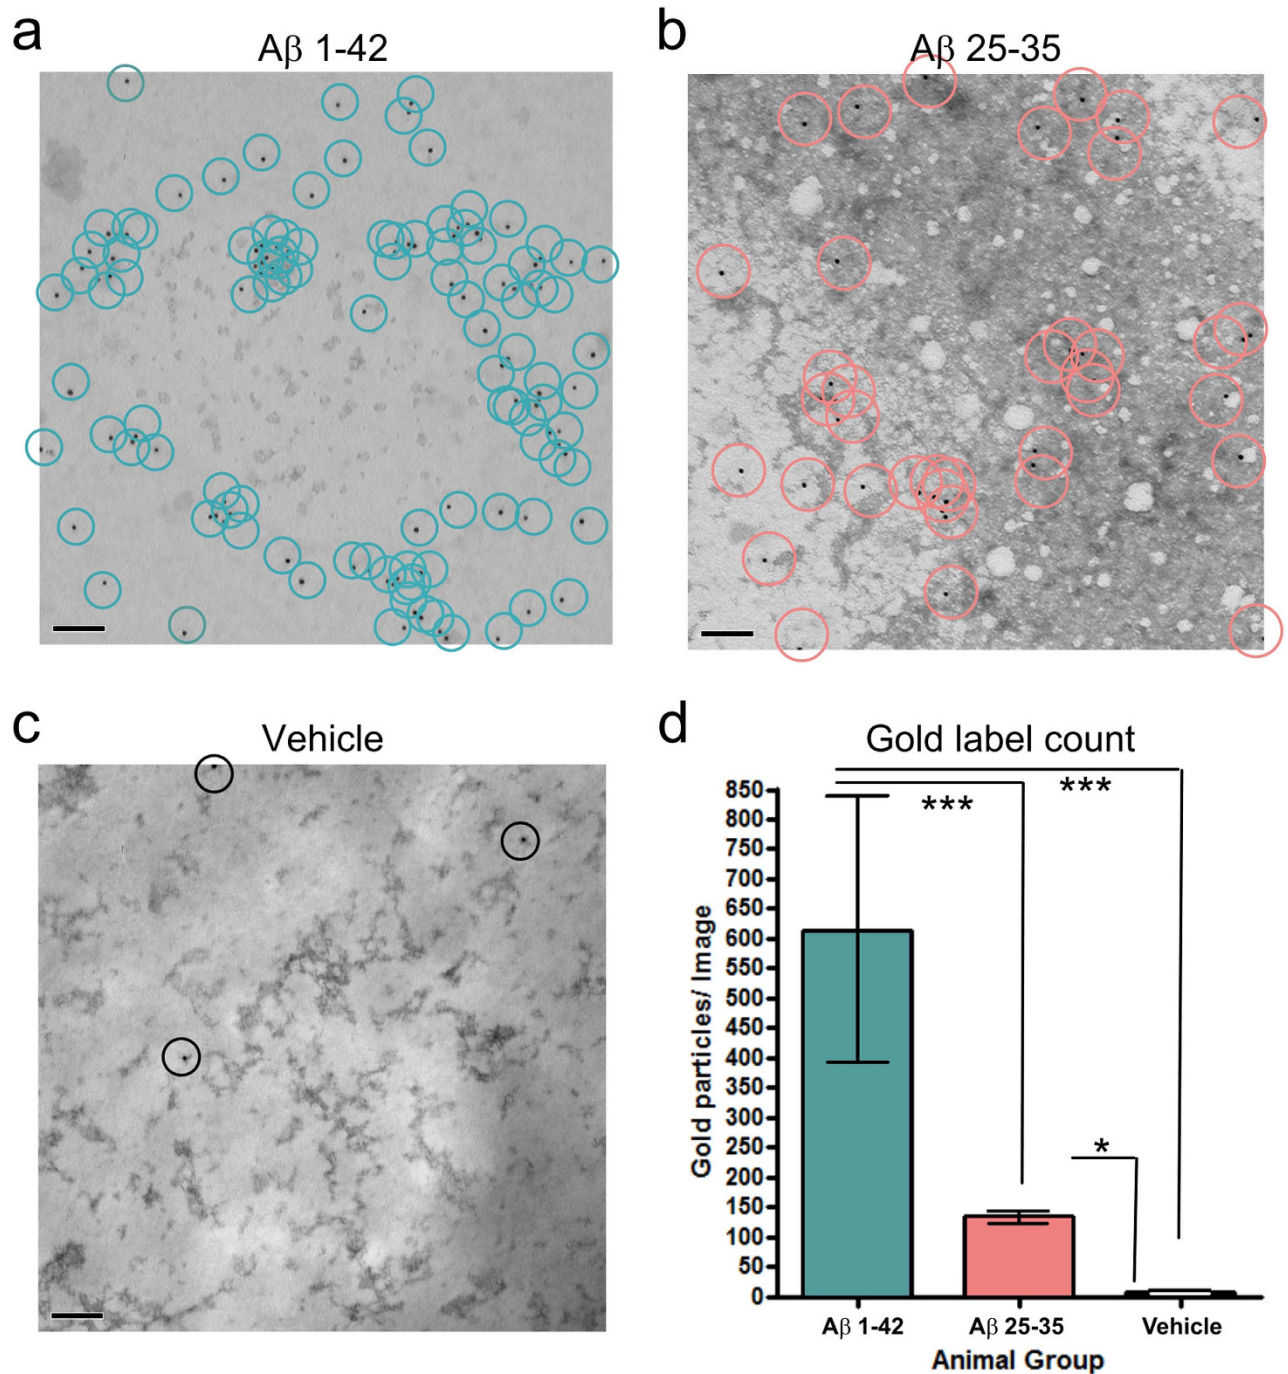 a
Aβ 1-42
b
Aβ 25-35
c
Vehicle
d
Gold label count
***
***
*
850
800
750
700
650
600
550
500
450
400
350
300
250
200
150
100
50
0
Gold particles/ Image
Aβ 1-42
Aβ 25-35
Vehicle
Animal Group